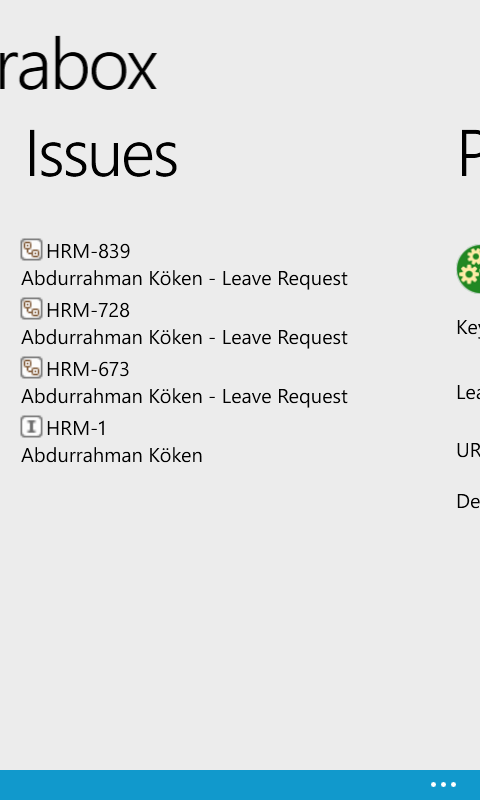 rabox
Issues
HRM-839
Abdurrahman Köken - Leave Request
HRM-728
Abdurrahman Köken - Leave Request
HRM-673
Abdurrahman Köken - Leave Request
HRM-1
Abdurrahman Köken
P
Key
Lea
UR
De